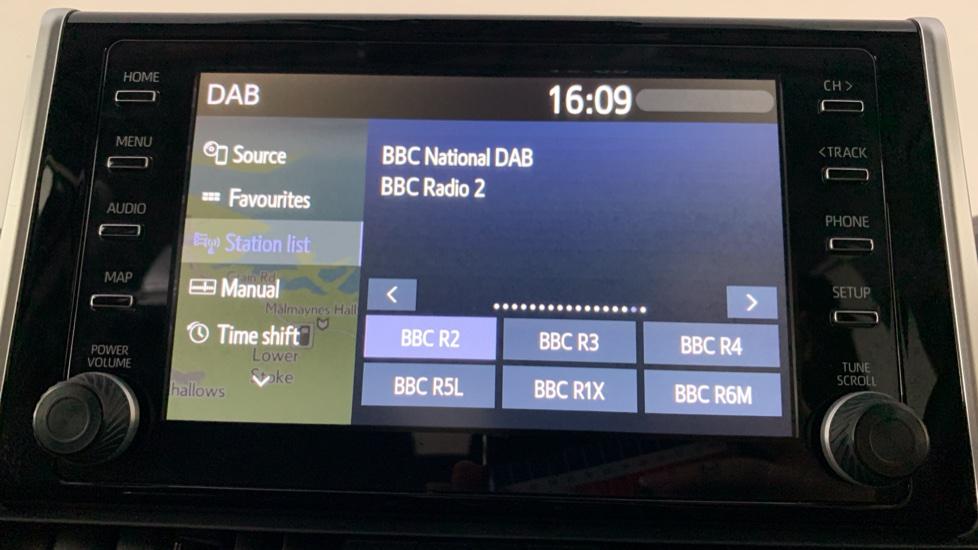 HOME
MENU
AUDIO
MAP
POWER
VOLUME
DAB
16:09
Source
Favourites
Station list
Manual
Time shift
Grain Rd
Malmaynes Hall
Lower
Stoke
hallows
BBC National DAB
BBC Radio 2
<
>
BBC R2
BBC R3
BBC R4
BBC R5L
BBC R1X
BBC R6M
CH >
< TRACK
PHONE
SETUP
TUNE
SCROLL